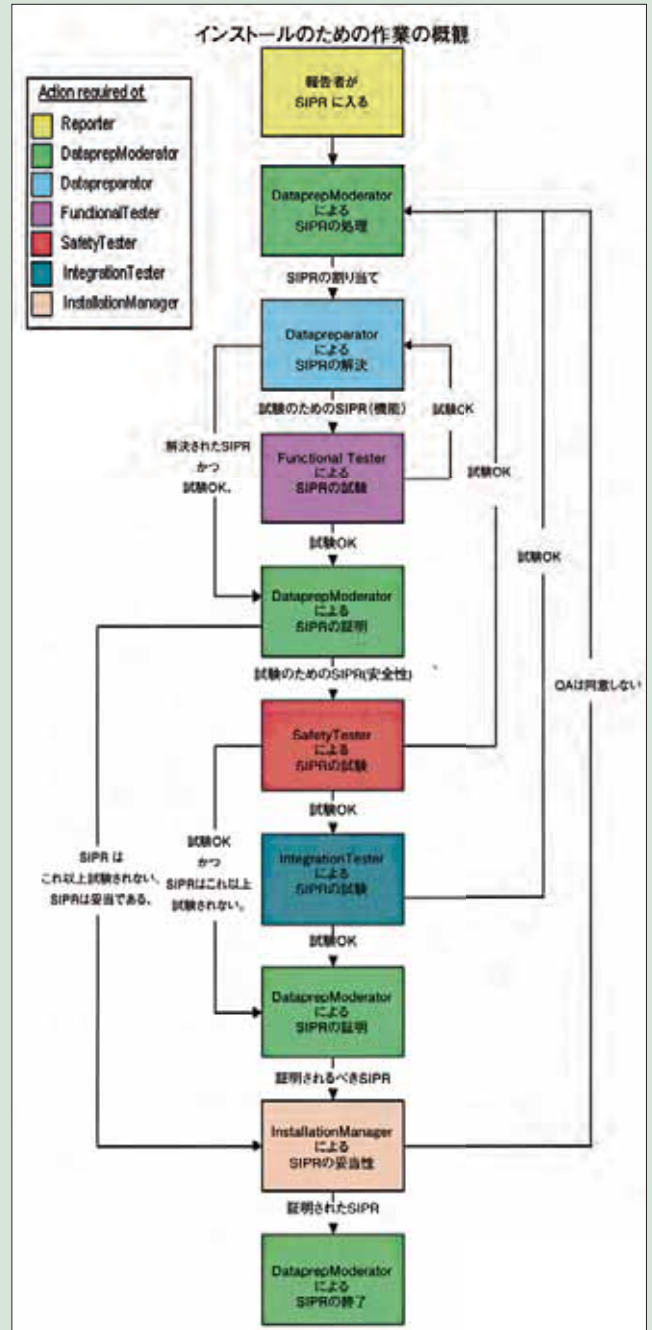 インストールのための作業の概観
Action required of
Reporter
DataprepModerator
Datapreparator
FunctionalTester
SafetyTester
IntegrationTester
InstallationManager
報告者が
SIPR に入る
DataprepModerator
による
SIPRの処理
SIPRの割り当て
Datapreparator
による
SIPRの解決
試験のためのSIPR(機能)
試験OK
解決されたSIPR
かつ
試験OK、
Functional Tester
による
SIPRの試験
試験OK
試験OK
試験OK
DataprepModerator
による
SIPRの証明
試験のためのSIPR(安全性)
QAは同意しない
SafetyTester
による
SIPRの試験
試験OK
試験OK
かつ
SIPRはこれ以上
試験されない。
SIPR は
これ以上試験されない、
SIPRは妥当である、
IntegrationTester
による
SIPRの試験
試験OK
DataprepModerator
による
SIPRの証明
証明されるべきSIPR
InstallationManager
による
SIPRの妥当性
証明されたSIPR
DataprepModerator
による
SIPRの終了